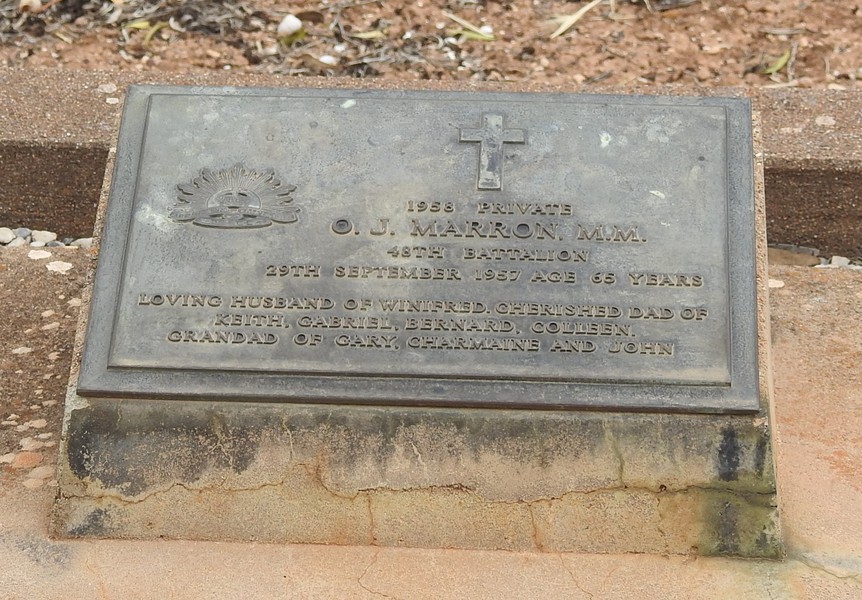 1958 PRIVATE
O. J. MARRON, M.M.
48TH BATTALION
29TH SEPTEMBER 1957 AGE 65 YEARS
LOVING HUSBAND OF WINIFRED. CHERISHED DAD OF
KEITH, GABRIEL, BERNARD, COLLEEN.
GRANDAD OF GARY, CHARMAINE AND JOHN